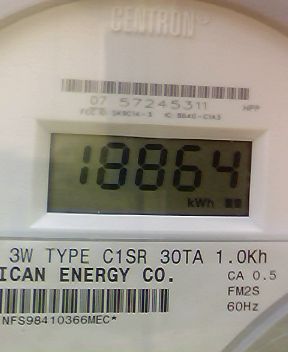 CENTRON
07 57245311
18864
kWh
3W TYPE C1SR 30TA 1.0Kh
ICAN ENERGY CO.
CA 0.5
FM2S
60Hz
NFS98410366MEC*